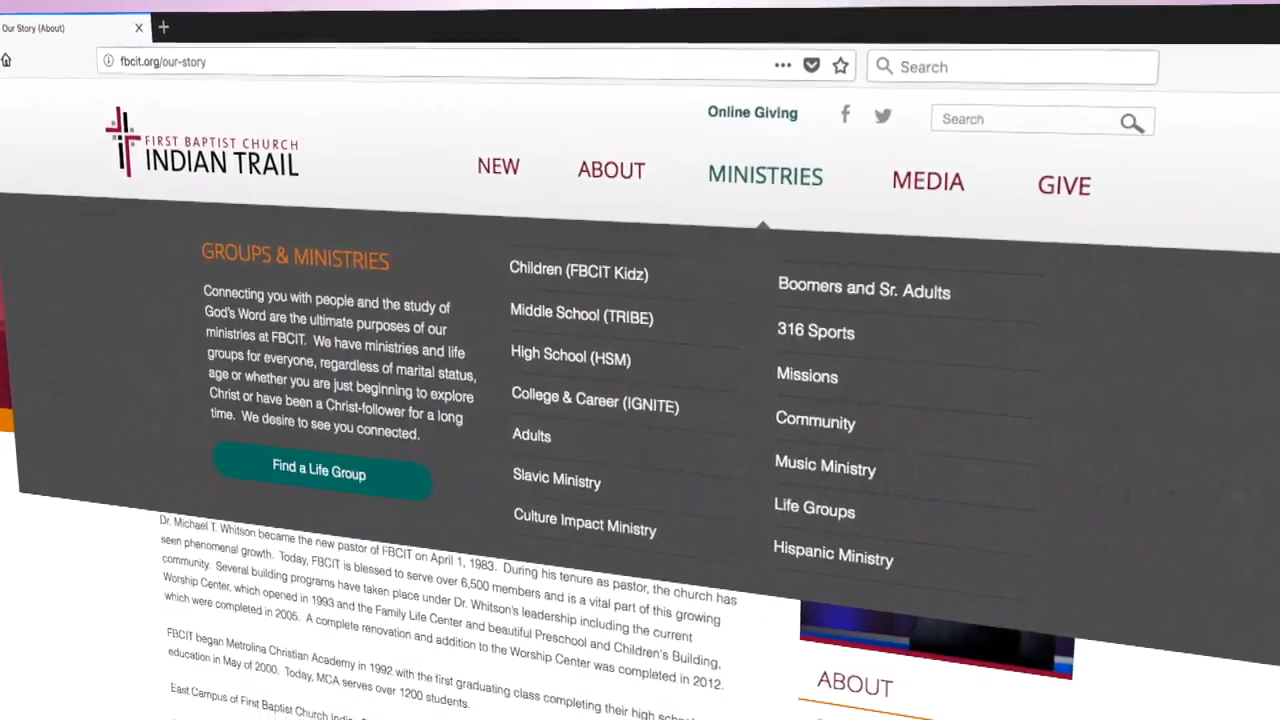 Our Story (About)
fbcit.org/our-story
Search
Online Giving
Search
FIRST BAPTIST CHURCH
INDIAN TRAIL
NEW
ABOUT
MINISTRIES
MEDIA
GIVE
GROUPS & MINISTRIES
Connecting you with people and the study of
God's Word are the ultimate purposes of our
ministries at FBCIT. We have ministries and life
groups for everyone, regardless of marital status,
age or whether you are just beginning to explore
Christ or have been a Christ-follower for a long
time. We desire to see you connected.
Find a Life Group
Children (FBCIT Kidz)
Middle School (TRIBE)
High School (HSM)
College & Career (IGNITE)
Adults
Slavic Ministry
Culture Impact Ministry
Boomers and Sr. Adults
316 Sports
Missions
Community
Music Ministry
Life Groups
Hispanic Ministry
Dr. Michael T. Whitson became the new pastor of FBCIT on April 1, 1983. During his tenure as pastor, the church has
seen phenomenal growth. Today, FBCIT is blessed to serve over 6,500 members and is a vital part of this growing
community. Several building programs have taken place under Dr. Whitson's leadership including the current
Worship Center, which opened in 1993 and the Family Life Center and beautiful Preschool and Children's Building,
which were completed in 2005. A complete renovation and addition to the Worship Center was completed in 2012.
FBCIT began Metrolina Christian Academy in 1992 with the first graduating class completing their high school
education in May of 2000. Today, MCA serves over 1200 students.
East Campus of First Baptist Church
ABOUT